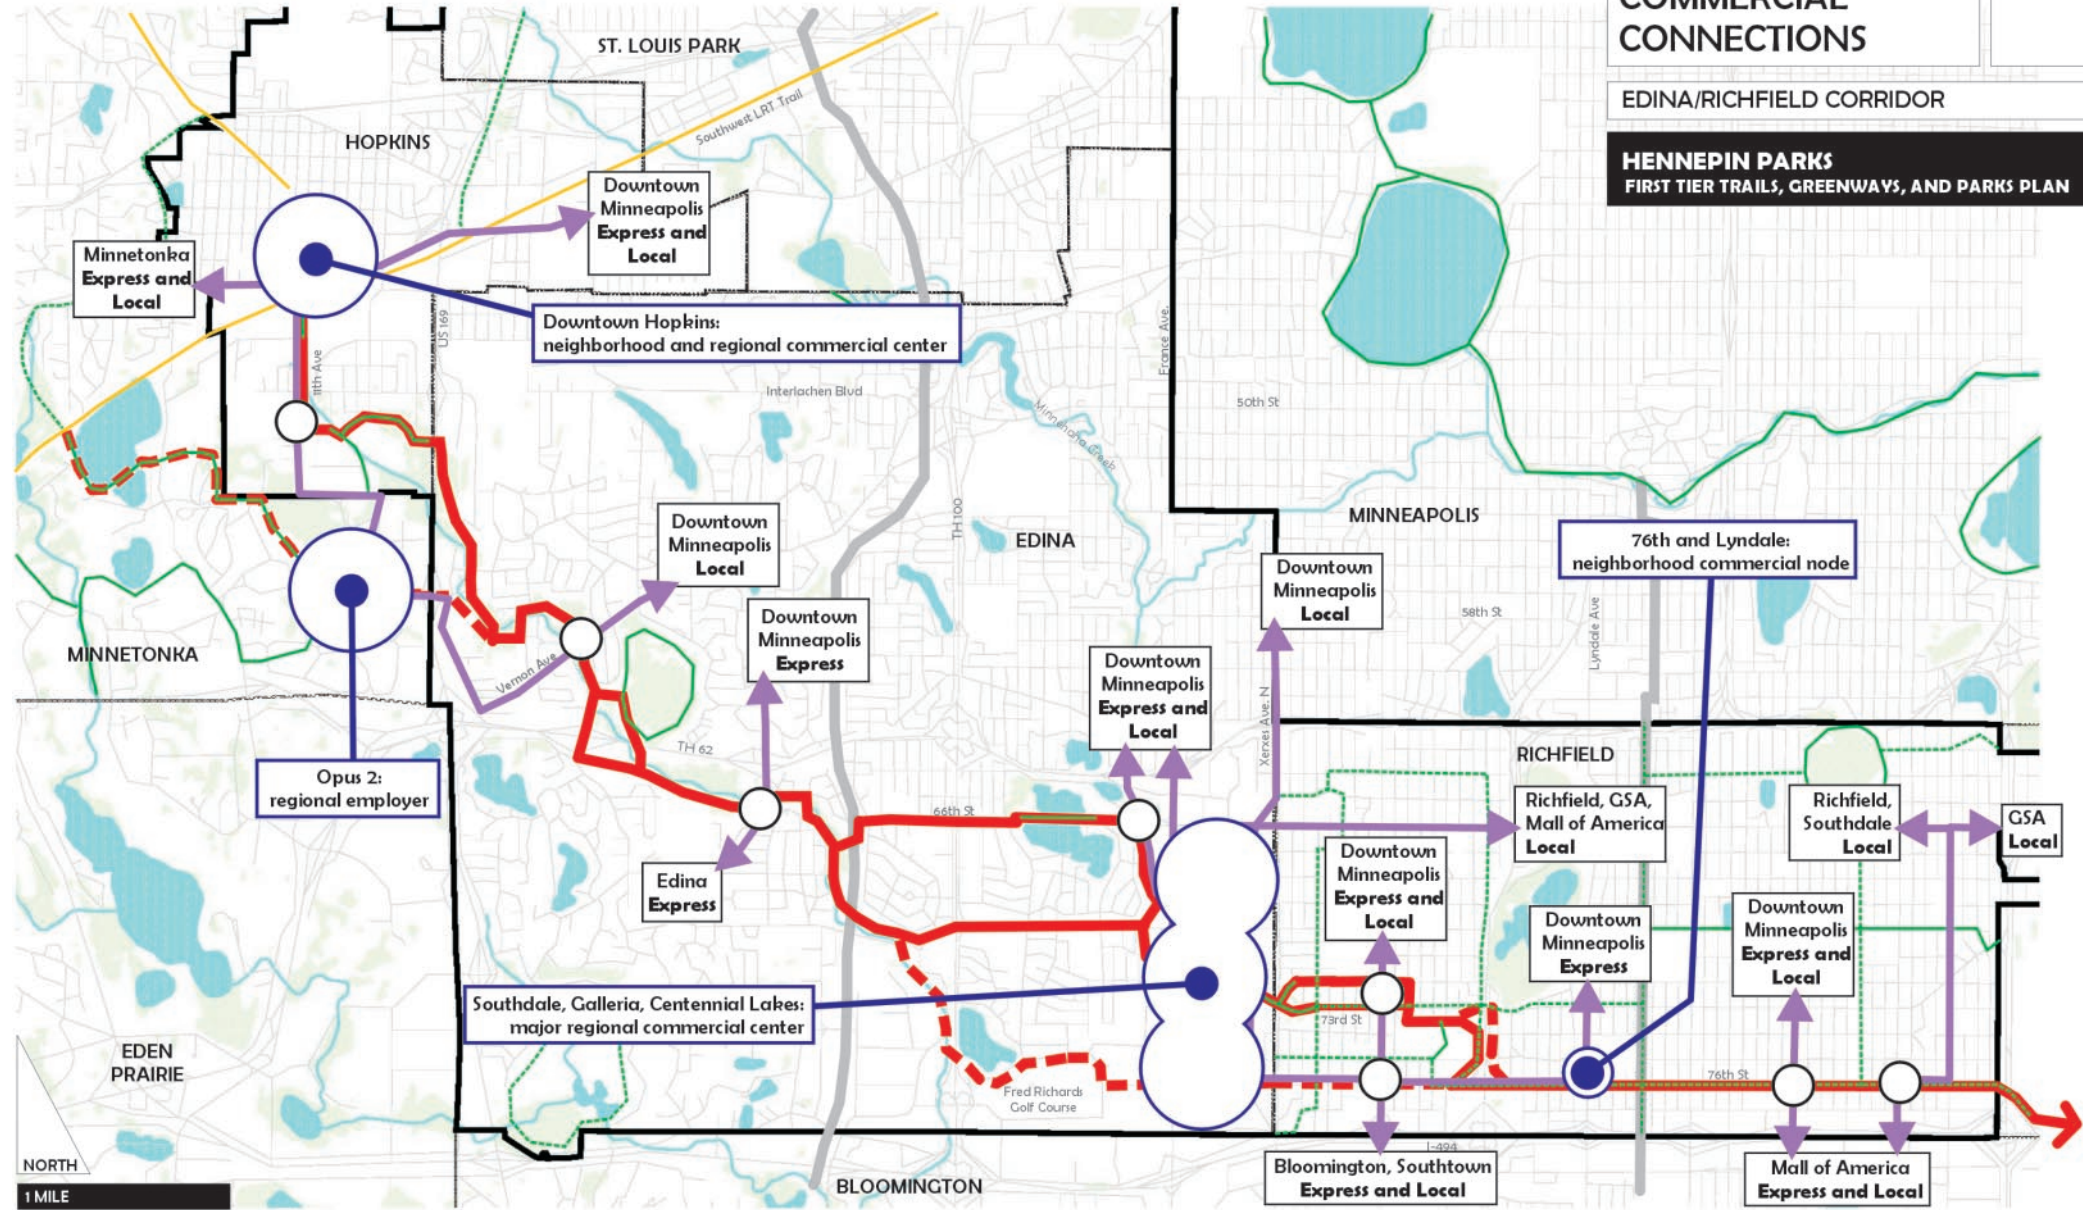 COMMERCIAL
CONNECTIONS
EDINA/RICHFIELD CORRIDOR
HENNEPIN PARKS
FIRST TIER TRAILS, GREENWAYS, AND PARKS PLAN
ST. LOUIS PARK
HOPKINS
Southwest LRT Trail
Downtown
Minneapolis
Express and
Local
Minnetonka
Express and
Local
Downtown Hopkins:
neighborhood and regional commercial center
US 169
11th Ave
France Ave.
Interlachen Blvd
50th St
Minnehaha Creek
TH 100
EDINA
MINNEAPOLIS
Downtown
Minneapolis
Local
76th and Lyndale:
neighborhood commercial node
Downtown
Minneapolis
Local
58th St
Lyndale Ave
Downtown
Minneapolis
Express
MINNETONKA
Vernon Ave
Downtown
Minneapolis
Express and
Local
Xerxes Ave. N
TH 62
RICHFIELD
Opus 2:
regional employer
66th St
Richfield, GSA,
Mall of America
Local
Richfield,
Southdale
Local
GSA
Local
Edina
Express
Downtown
Minneapolis
Express and
Local
Downtown
Minneapolis
Express
Downtown
Minneapolis
Express and
Local
Southdale, Galleria, Centennial Lakes:
major regional commercial center
73rd St
EDEN
PRAIRIE
76th St
Fred Richards
Golf Course
I-494
NORTH
1 MILE
BLOOMINGTON
Bloomington, Southtown
Express and Local
Mall of America
Express and Local